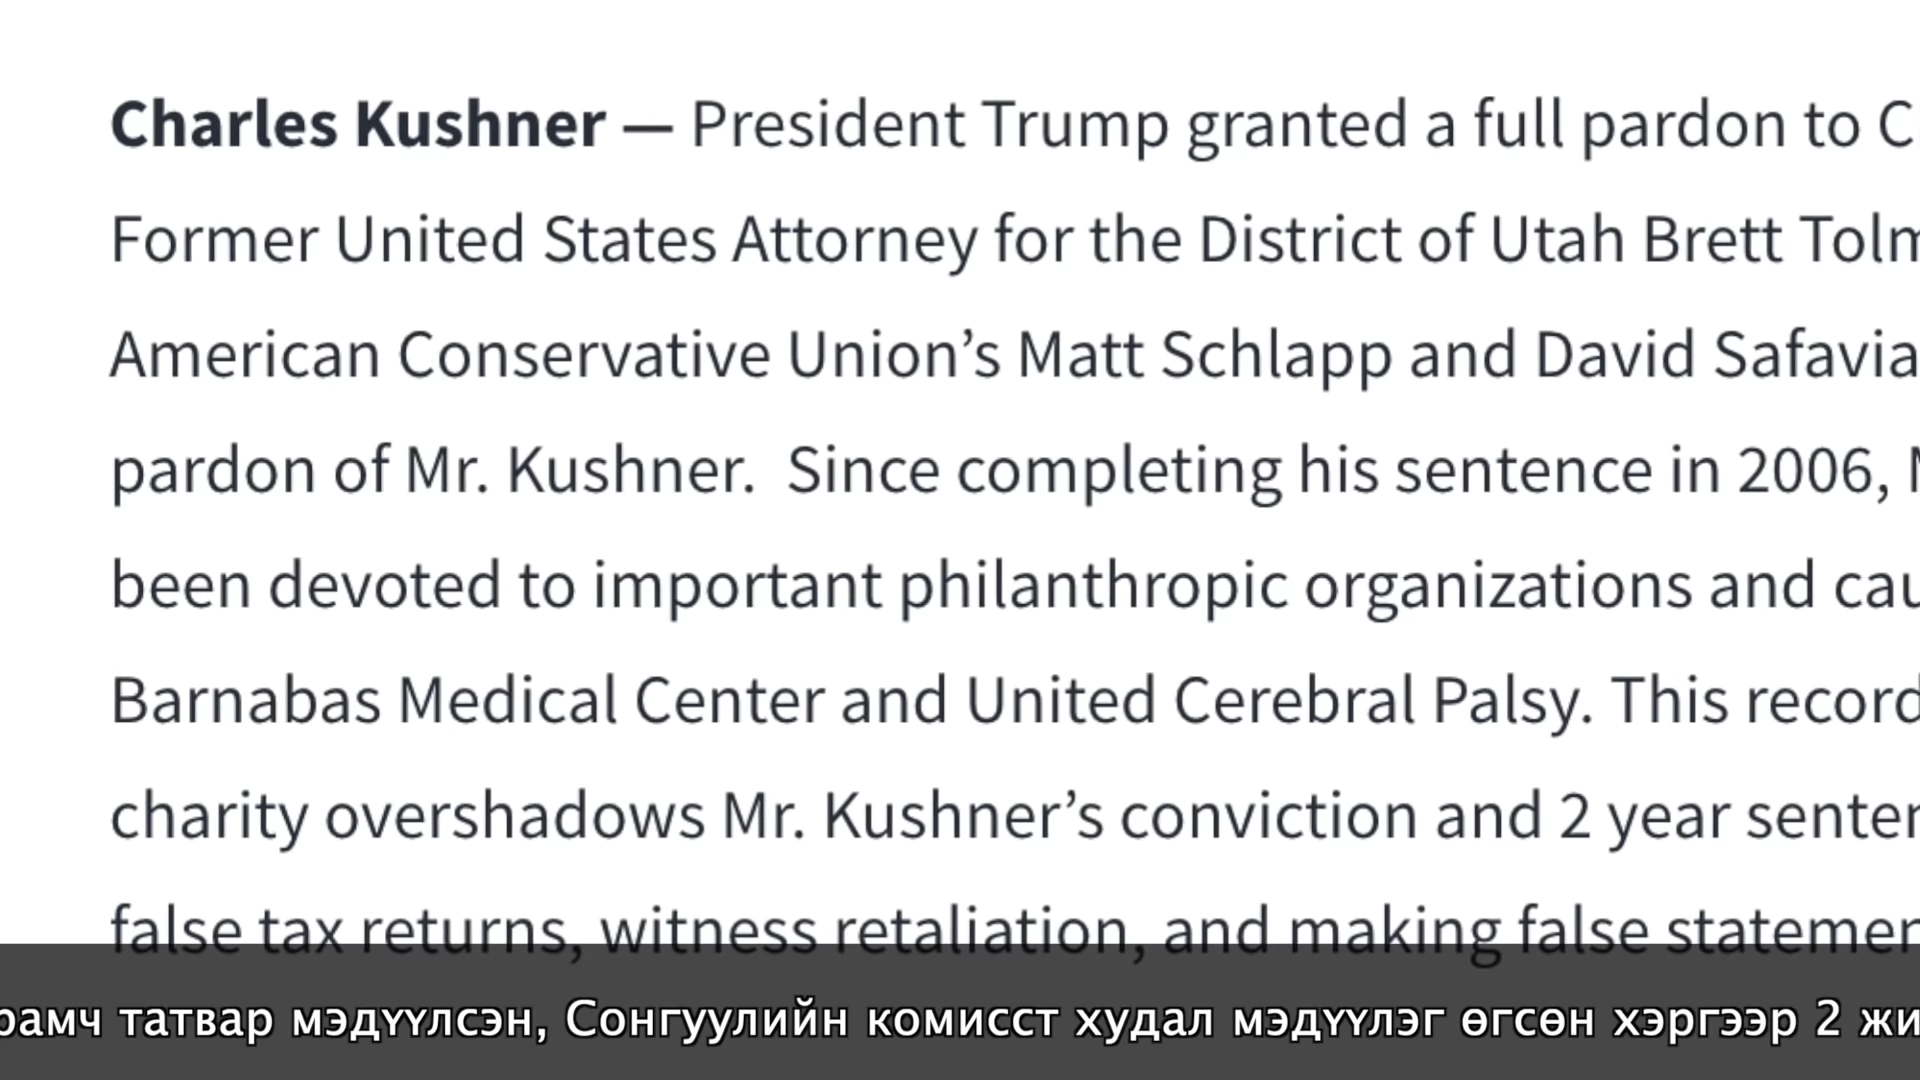 Charles Kushner — President Trump granted a full pardon to C
Former United States Attorney for the District of Utah Brett Tolm
American Conservative Union’s Matt Schlapp and David Safavia
pardon of Mr. Kushner.  Since completing his sentence in 2006, M
been devoted to important philanthropic organizations and cau
Barnabas Medical Center and United Cerebral Palsy. This record
charity overshadows Mr. Kushner’s conviction and 2 year senten
false tax returns, witness retaliation, and making false statemen
рамч татвар мэдүүлсэн, Сонгуулийн комисст худал мэдүүлэг өгсөн хэргээр 2 жи